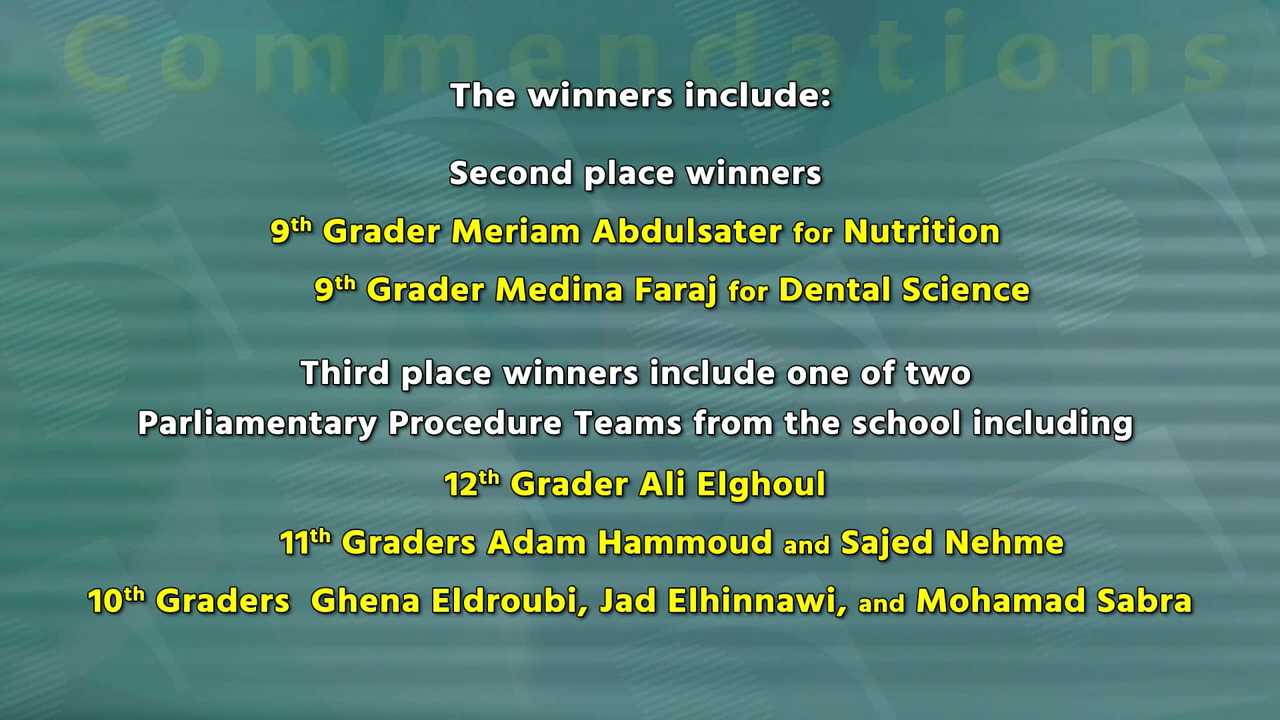 Commendations
The winners include:
Second place winners
9th Grader Meriam Abdulsater for Nutrition
9th Grader Medina Faraj for Dental Science
Third place winners include one of two
Parliamentary Procedure Teams from the school including
12th Grader Ali Elghoul
11th Graders Adam Hammoud and Sajed Nehme
10th Graders  Ghena Eldroubi, Jad Elhinnawi, and Mohamad Sabra